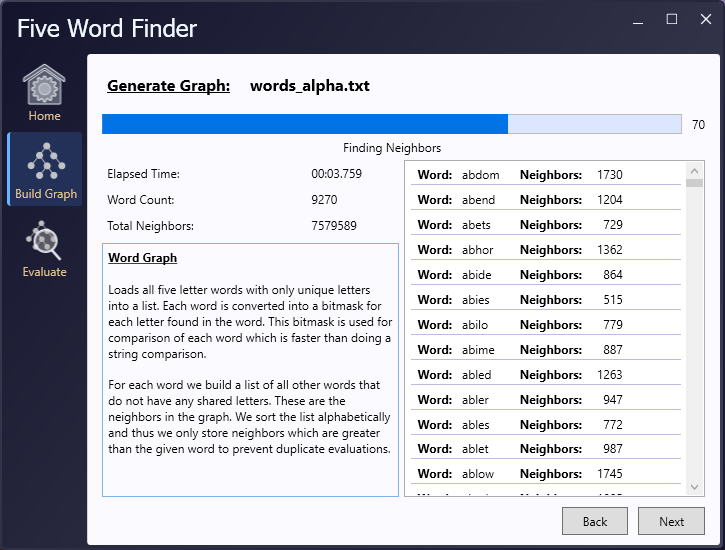 Five Word Finder
Home
Build Graph
Evaluate
Generate Graph: words_alpha.txt
70
Finding Neighbors
Elapsed Time: 00:03.759
Word Count: 9270
Total Neighbors: 7579589
Word Graph
Loads all five letter words with only unique letters
into a list. Each word is converted into a bitmask for
each letter found in the word. This bitmask is used for
comparison of each word which is faster than doing a
string comparison.
For each word we build a list of all other words that
do not have any shared letters. These are the
neighbors in the graph. We sort the list alphabetically
and thus we only store neighbors which are greater
than the given word to prevent duplicate evaluations.
Word: abdom Neighbors: 1730
Word: abend Neighbors: 1204
Word: abets Neighbors: 729
Word: abhor Neighbors: 1362
Word: abide Neighbors: 864
Word: abies Neighbors: 515
Word: abilo Neighbors: 779
Word: abime Neighbors: 887
Word: abled Neighbors: 1263
Word: abler Neighbors: 947
Word: ables Neighbors: 772
Word: ablet Neighbors: 987
Word: ablow Neighbors: 1745
Back
Next